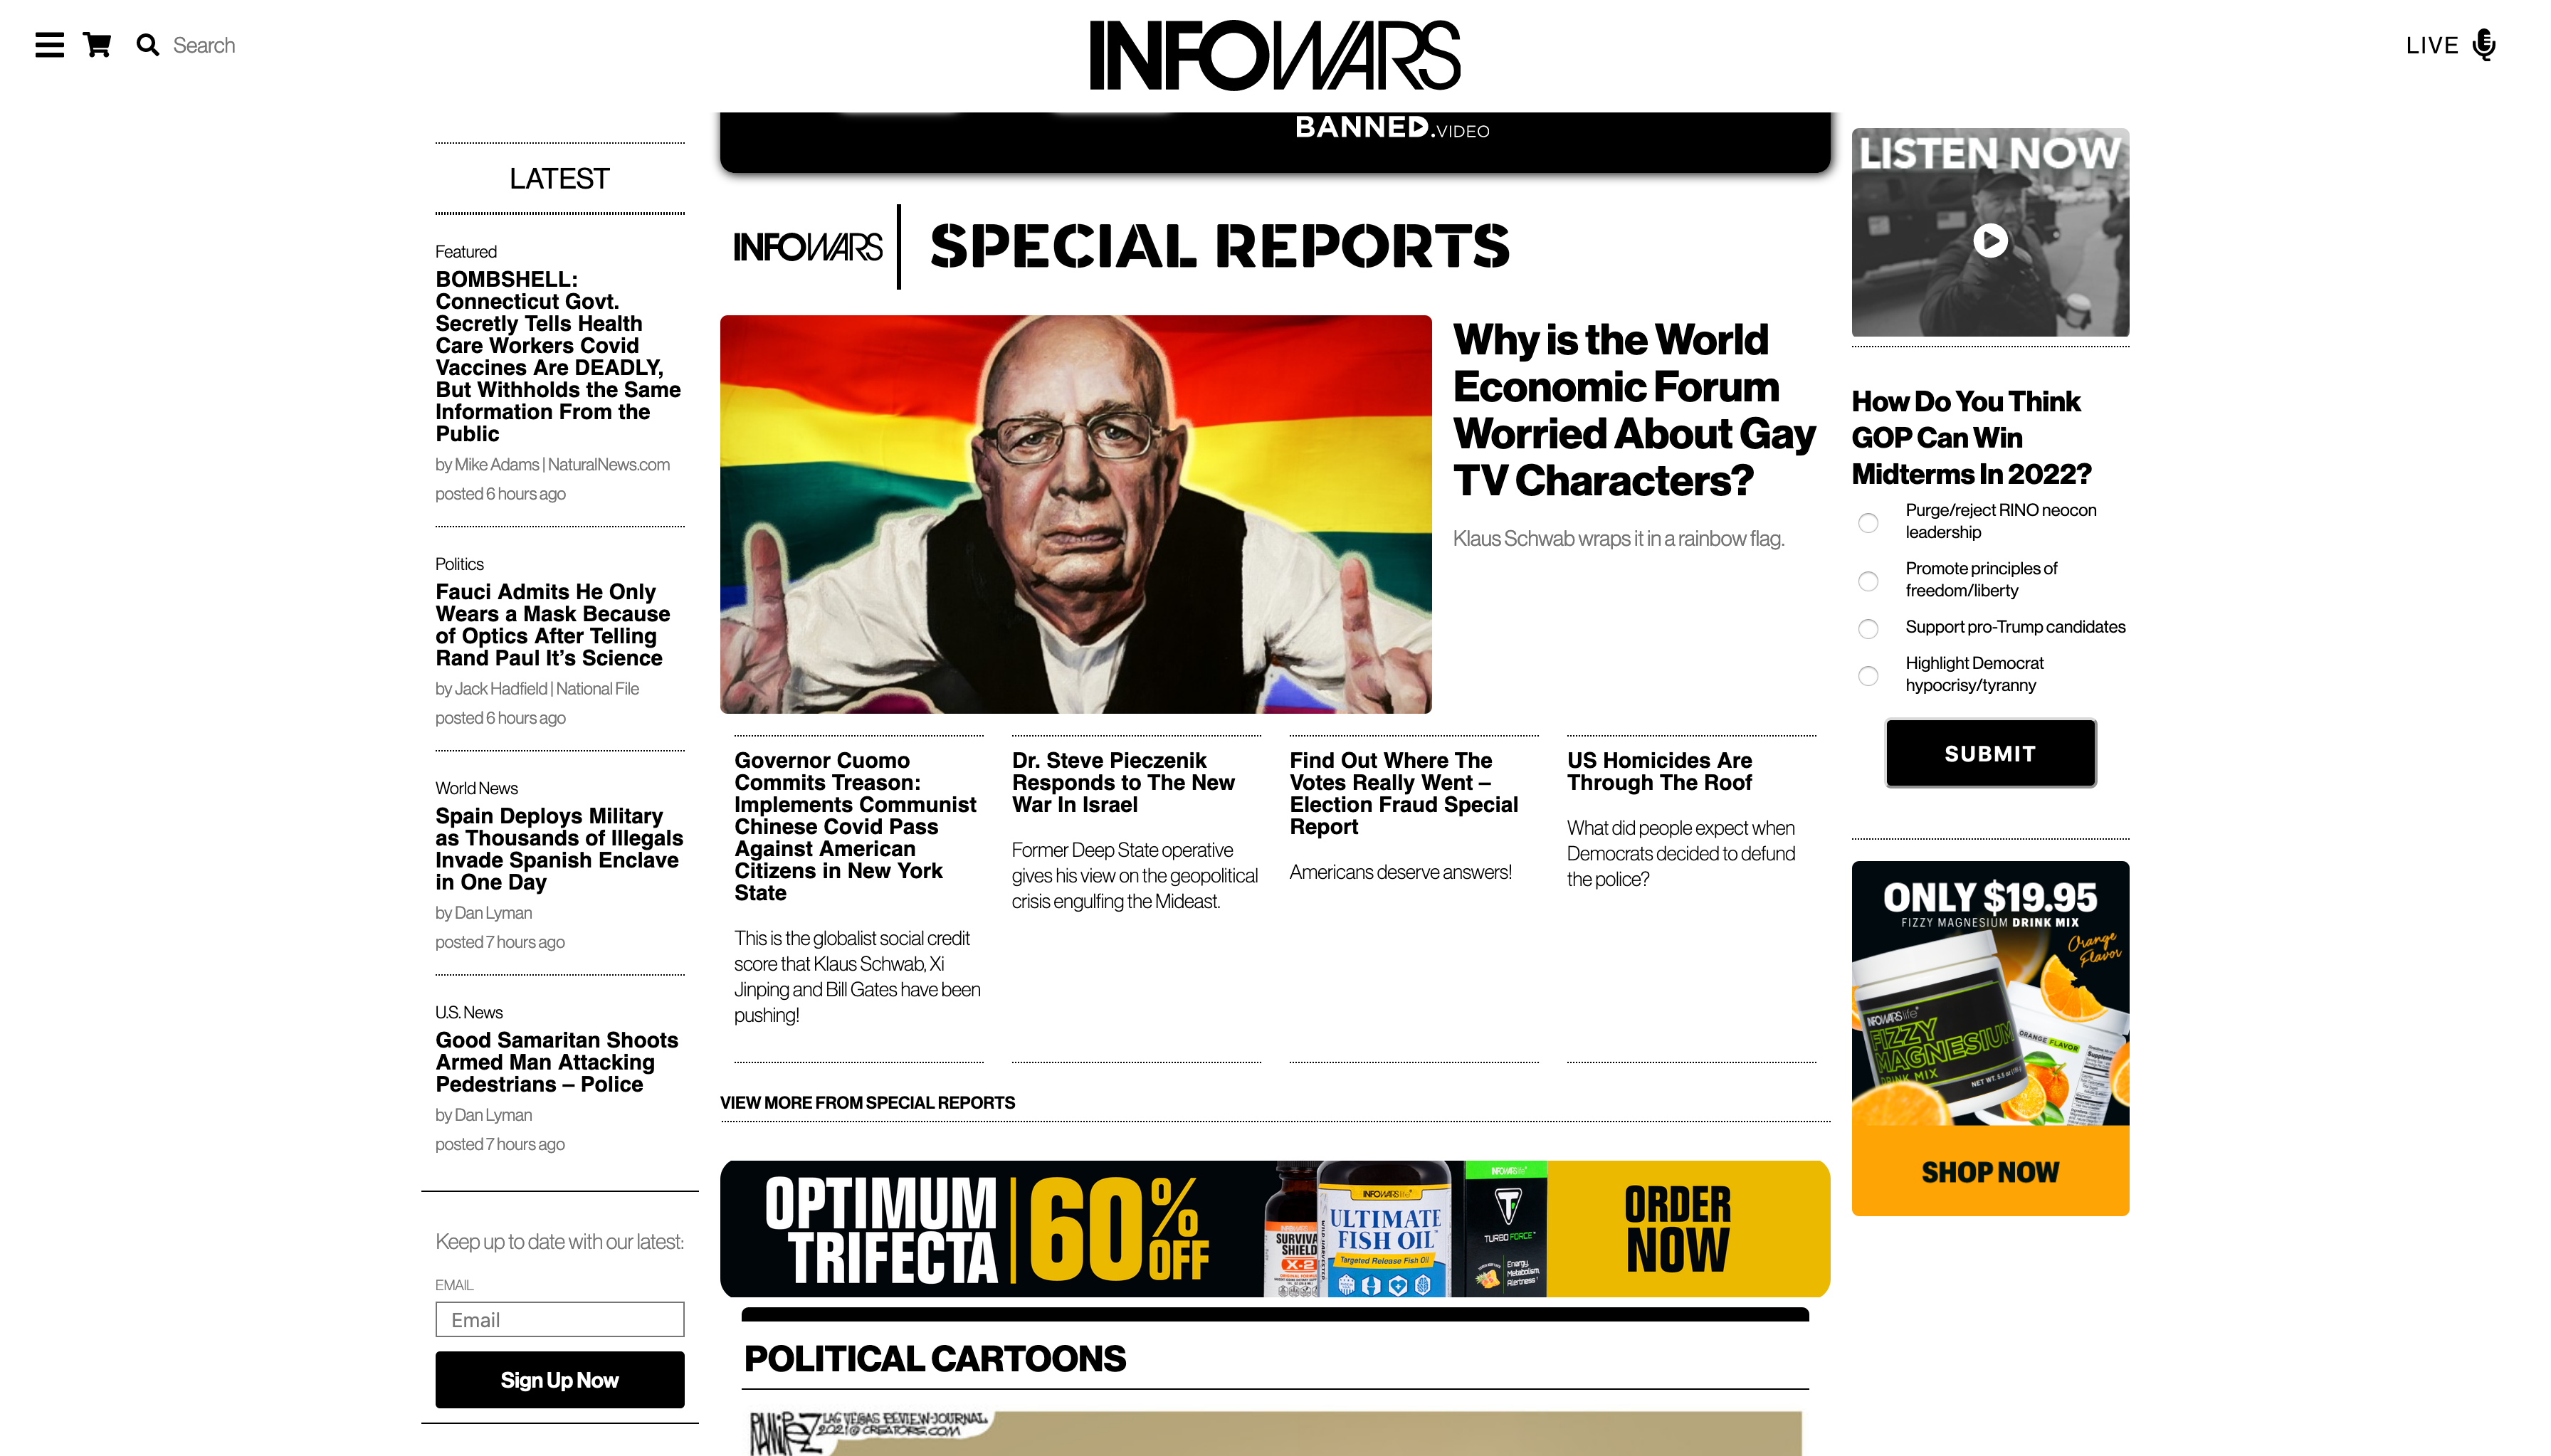 Search
INFOWARS
LIVE
BANNED.VIDEO
LATEST
Featured
BOMBSHELL:
Connecticut Govt.
Secretly Tells Health
Care Workers Covid
Vaccines Are DEADLY,
But Withholds the Same
Information From the
Public
by Mike Adams | NaturalNews.com
posted 6 hours ago
Politics
Fauci Admits He Only
Wears a Mask Because
of Optics After Telling
Rand Paul It’s Science
by Jack Hadfield | National File
posted 6 hours ago
World News
Spain Deploys Military
as Thousands of Illegals
Invade Spanish Enclave
in One Day
by Dan Lyman
posted 7 hours ago
U.S. News
Good Samaritan Shoots
Armed Man Attacking
Pedestrians – Police
by Dan Lyman
posted 7 hours ago
Keep up to date with our latest:
EMAIL
Email
Sign Up Now
INFOWARS | SPECIAL REPORTS
Why is the World
Economic Forum
Worried About Gay
TV Characters?
Klaus Schwab wraps it in a rainbow flag.
Governor Cuomo
Commits Treason:
Implements Communist
Chinese Covid Pass
Against American
Citizens in New York
State
This is the globalist social credit
score that Klaus Schwab, Xi
Jinping and Bill Gates have been
pushing!
Dr. Steve Pieczenik
Responds to The New
War In Israel
Former Deep State operative
gives his view on the geopolitical
crisis engulfing the Mideast.
Find Out Where The
Votes Really Went –
Election Fraud Special
Report
Americans deserve answers!
US Homicides Are
Through The Roof
What did people expect when
Democrats decided to defund
the police?
VIEW MORE FROM SPECIAL REPORTS
OPTIMUM
TRIFECTA
60% OFF
SURVIVA
SHIELD
X-2
INFOWARS life
ULTIMATE
FISH OIL
Targeted Release Fish Oil
INFOWARS life
TURBO FORCE
Energy,
Metabolism,
Alertness
ORDER
NOW
POLITICAL CARTOONS
RAMIREZ
LAS VEGAS REVIEW-JOURNAL
2021 © CREATORS.COM
LISTEN NOW
How Do You Think
GOP Can Win
Midterms In 2022?
Purge/reject RINO neocon
leadership
Promote principles of
freedom/liberty
Support pro-Trump candidates
Highlight Democrat
hypocrisy/tyranny
SUBMIT
ONLY $19.95
FIZZY MAGNESIUM DRINK MIX
Orange
Flavor
INFOWARS life
FIZZY
MAGNESIUM
DRINK MIX
ORANGE FLAVOR
SHOP NOW